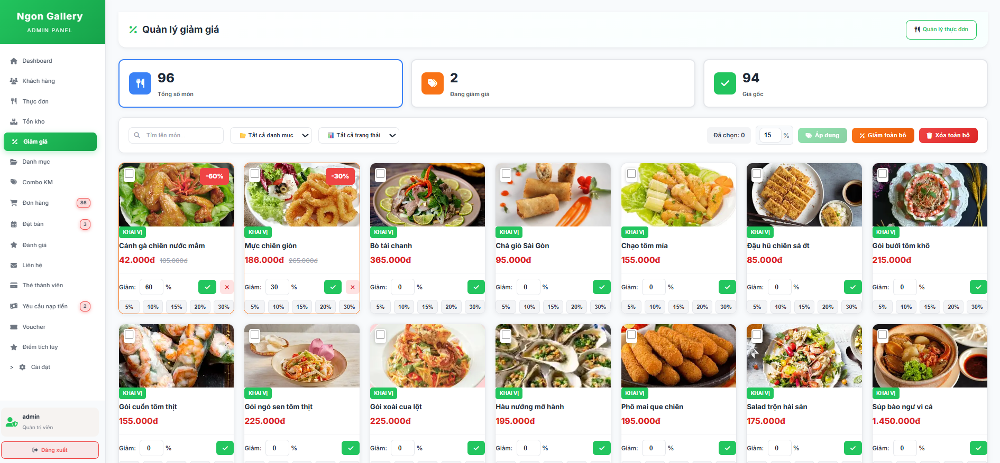 Ngon Gallery
ADMIN PANEL
Dashboard
Khách hàng
Thực đơn
Tồn kho
Giảm giá
Danh mục
Combo KM
Đơn hàng 86
Đặt bàn 3
Đánh giá
Liên hệ
Thẻ thành viên
Yêu cầu nạp tiền 2
Voucher
Điểm tích lũy
> Cài đặt
admin
Quản trị viên
Đăng xuất
Quản lý giảm giá
Quản lý thực đơn
96
Tổng số món
2
Đang giảm giá
94
Giá gốc
Tìm tên món... Tất cả danh mục Tất cả trạng thái Đã chọn: 0 15 % Áp dụng Giảm toàn bộ Xóa toàn bộ
-60%
KHAI VỊ
Cánh gà chiên nước mắm
42.000đ 105.000đ
Giảm: 60 %
5% 10% 15% 20% 30%
-30%
KHAI VỊ
Mực chiên giòn
186.000đ 265.000đ
Giảm: 30 %
5% 10% 15% 20% 30%
KHAI VỊ
Bò tái chanh
365.000đ
Giảm: 0 %
5% 10% 15% 20% 30%
KHAI VỊ
Chả giò Sài Gòn
95.000đ
Giảm: 0 %
5% 10% 15% 20% 30%
KHAI VỊ
Chạo tôm mía
155.000đ
Giảm: 0 %
5% 10% 15% 20% 30%
KHAI VỊ
Đậu hũ chiên sả ớt
85.000đ
Giảm: 0 %
5% 10% 15% 20% 30%
KHAI VỊ
Gỏi bưởi tôm khô
215.000đ
Giảm: 0 %
5% 10% 15% 20% 30%
KHAI VỊ
Gỏi cuốn tôm thịt
155.000đ
Giảm: 0 %
KHAI VỊ
Gỏi ngó sen tôm thịt
225.000đ
Giảm: 0 %
KHAI VỊ
Gỏi xoài cua lột
225.000đ
Giảm: 0 %
KHAI VỊ
Hàu nướng mỡ hành
195.000đ
Giảm: 0 %
KHAI VỊ
Phô mai que chiên
195.000đ
Giảm: 0 %
KHAI VỊ
Salad trộn hải sản
175.000đ
Giảm: 0 %
KHAI VỊ
Súp bào ngư vi cá
1.450.000đ
Giảm: 0 %